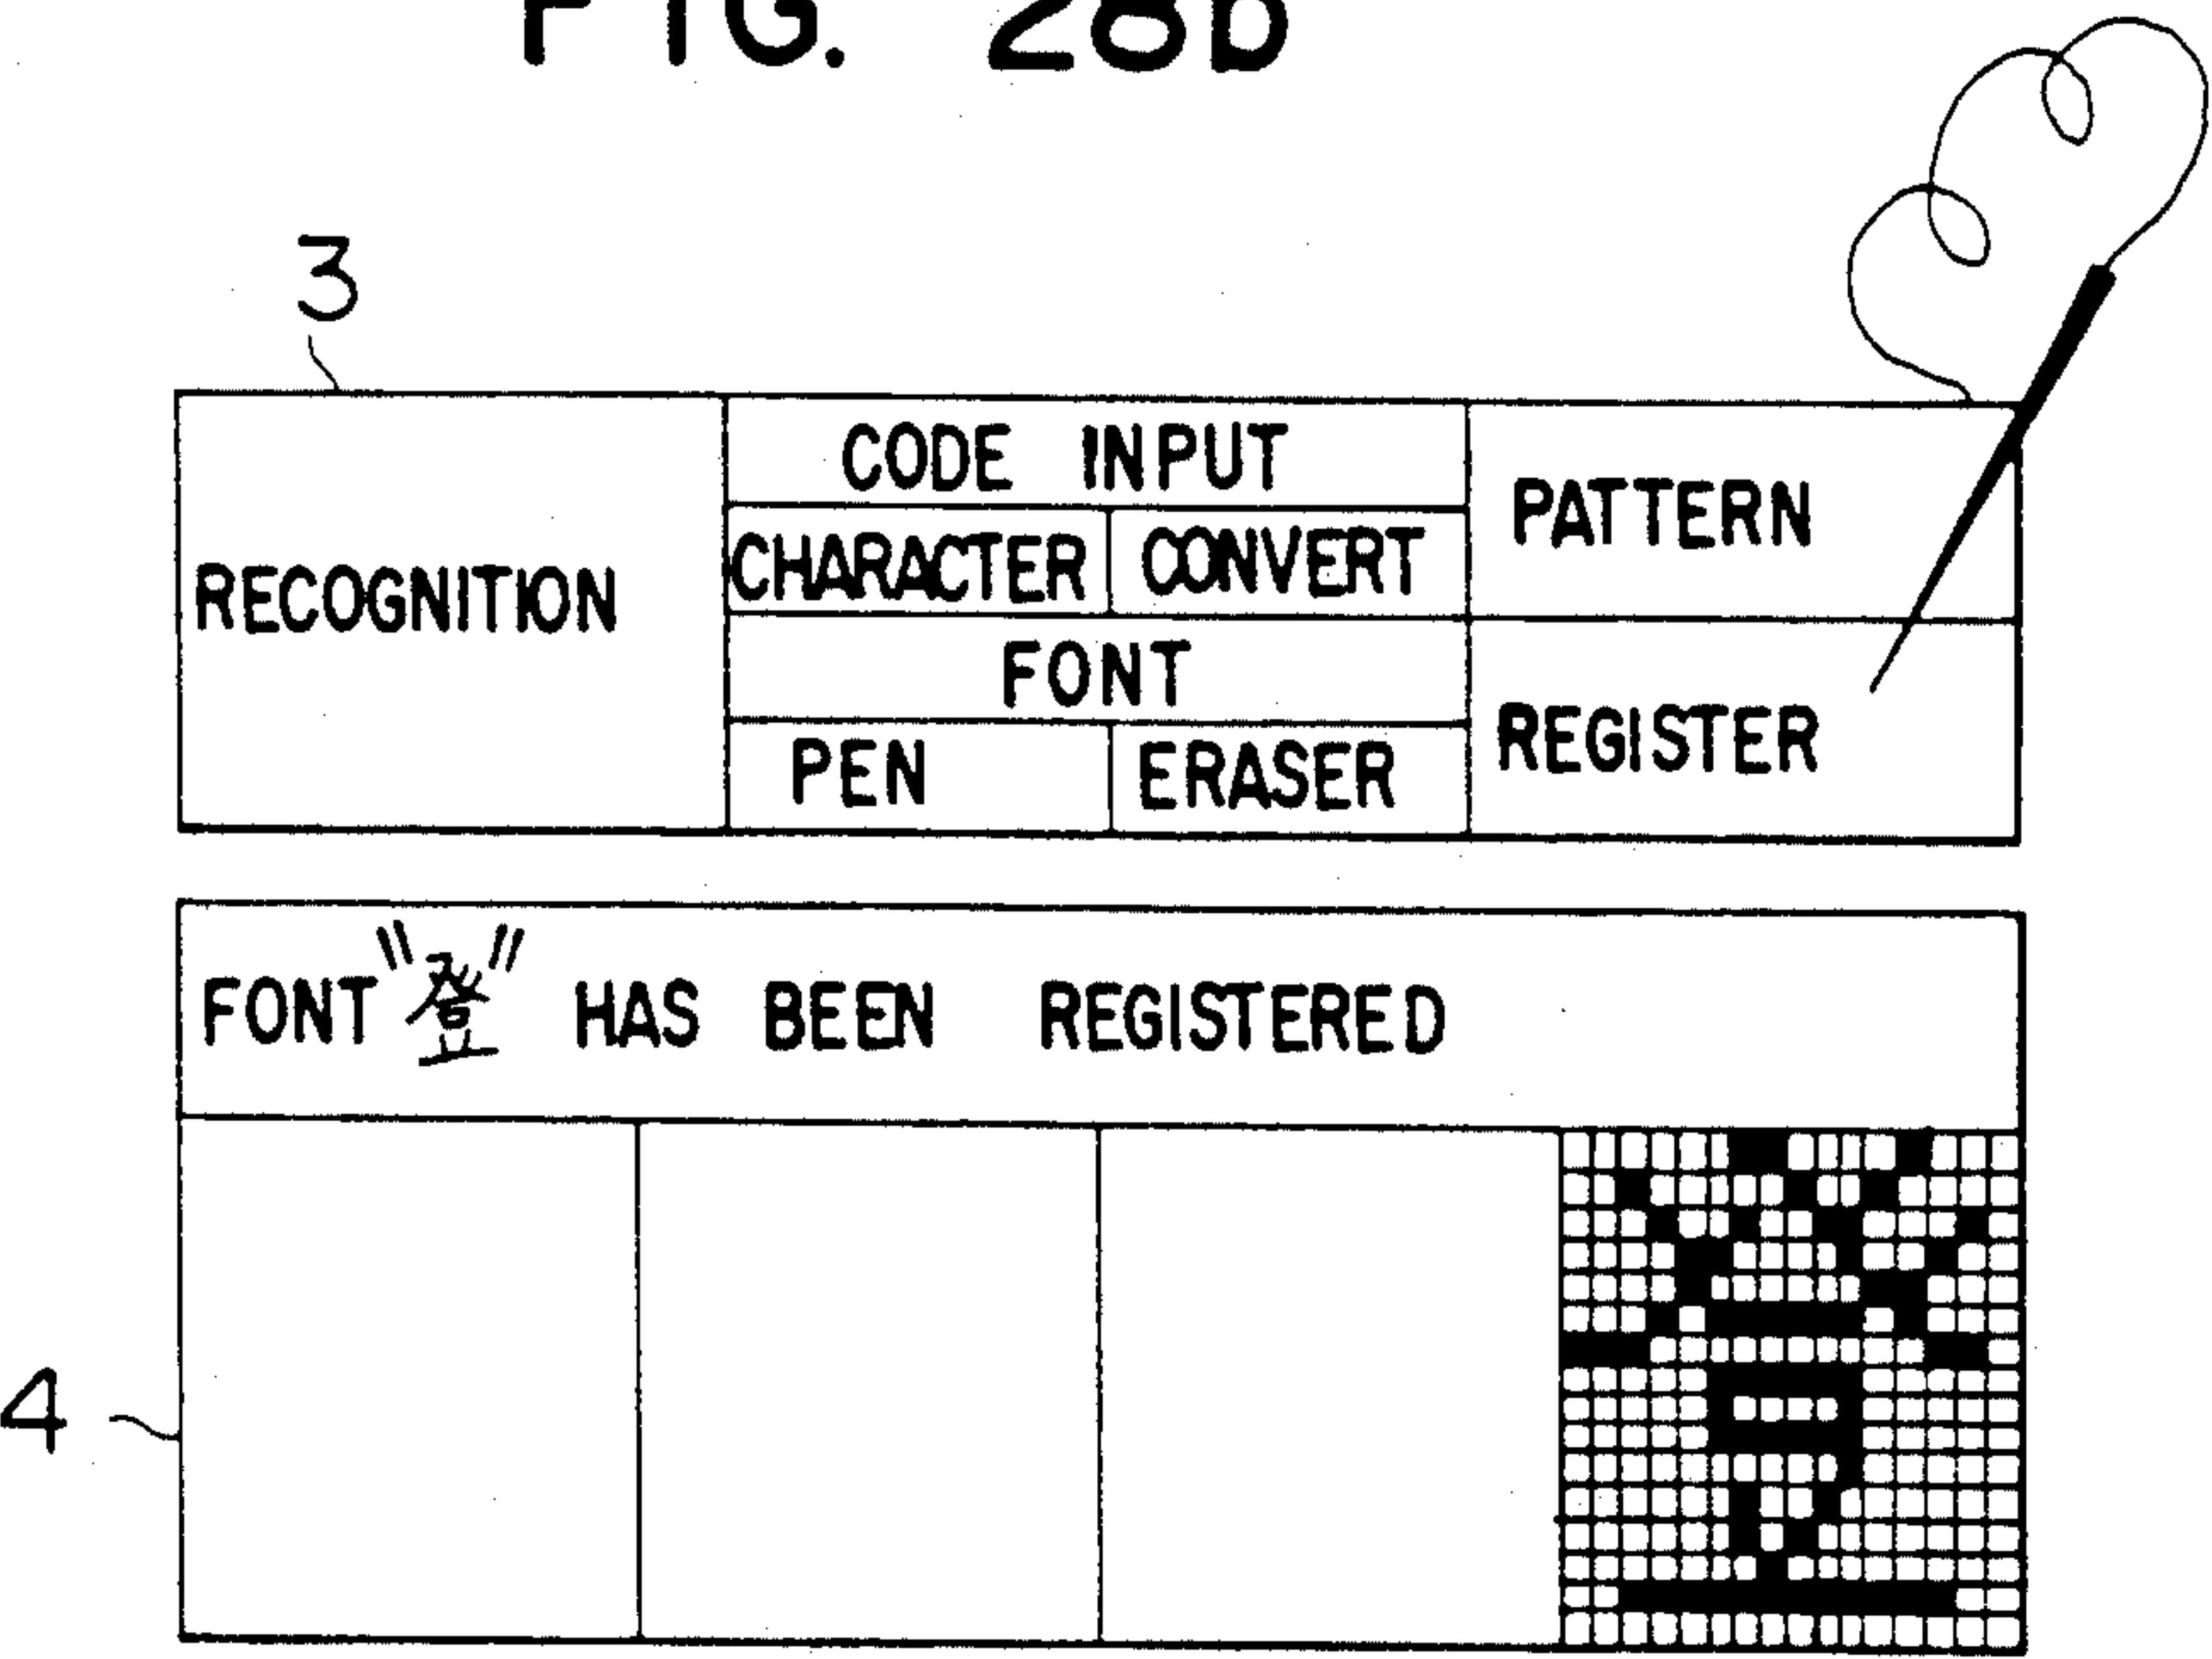 FIG. 28b
3
CODE INPUT
PATTERN
CHARACTER CONVERT
RECOGNITION
FONT
REGISTER
PEN ERASER
FONT "登" HAS BEEN REGISTERED
4